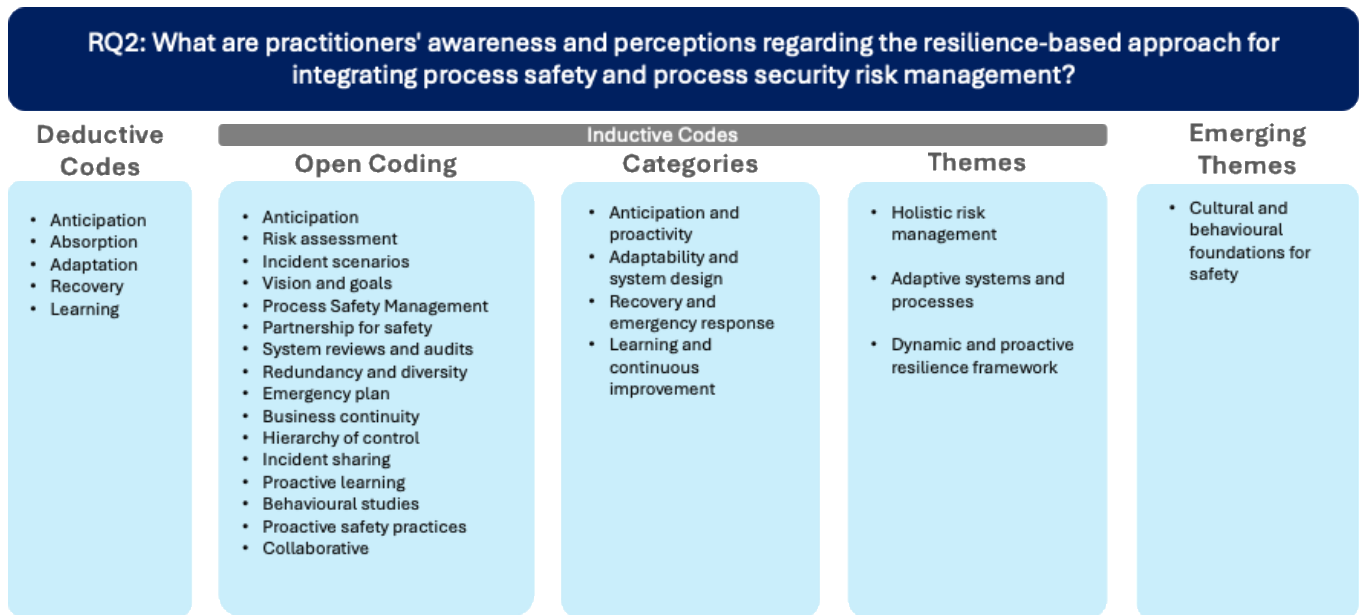 RQ2: What are practitioners' awareness and perceptions regarding the resilience-based approach for
integrating process safety and process security risk management?
Deductive
Codes
• Anticipation
• Absorption
• Adaptation
• Recovery
• Learning
Inductive Codes
Open Coding
• Anticipation
• Risk assessment
• Incident scenarios
• Vision and goals
• Process Safety Management
• Partnership for safety
• System reviews and audits
• Redundancy and diversity
• Emergency plan
• Business continuity
• Hierarchy of control
• Incident sharing
• Proactive learning
• Behavioural studies
• Proactive safety practices
• Collaborative
Categories
• Anticipation and
proactivity
• Adaptability and
system design
• Recovery and
emergency response
• Learning and
continuous
improvement
Themes
• Holistic risk
management
• Adaptive systems and
processes
• Dynamic and proactive
resilience framework
Emerging
Themes
• Cultural and
behavioural
foundations for
safety